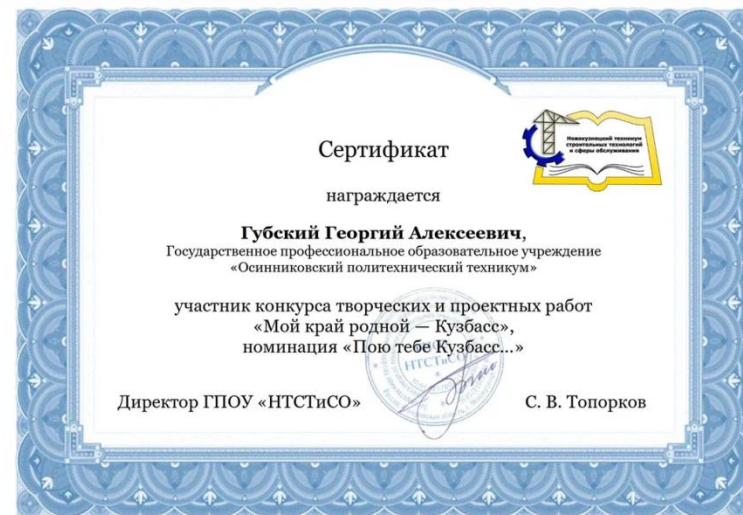 Сертификат
Новокузнецкий техникум
строительных технологий
и сферы обслуживания
награждается
Губский Георгий Алексеевич,
Государственное профессиональное образовательное учреждение
«Осинниковский политехнический техникум»
участник конкурса творческих и проектных работ
«Мой край родной — Кузбасс»,
номинация «Пою тебе Кузбасс...»
НТСТиСО
Директор ГПОУ «НТСТиСО»
С. В. Топорков